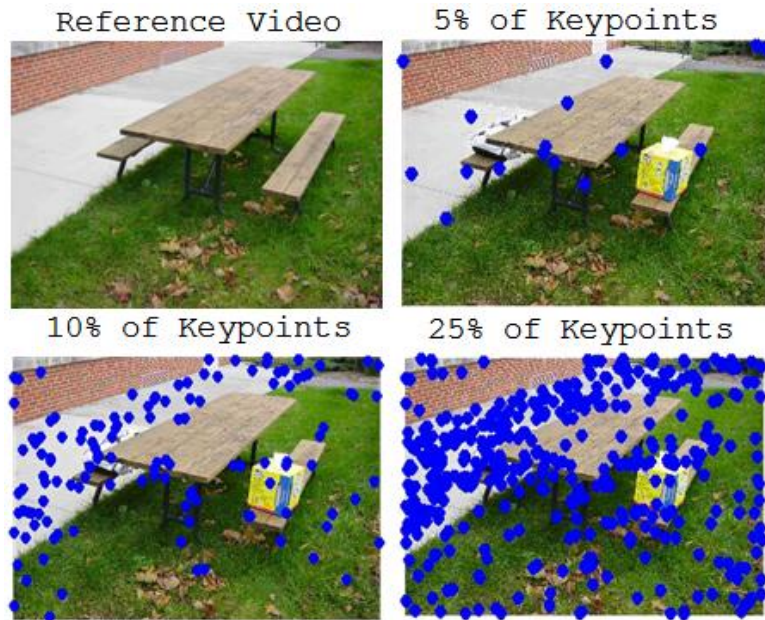 Reference Video
5% of Keypoints
10% of Keypoints
25% of Keypoints